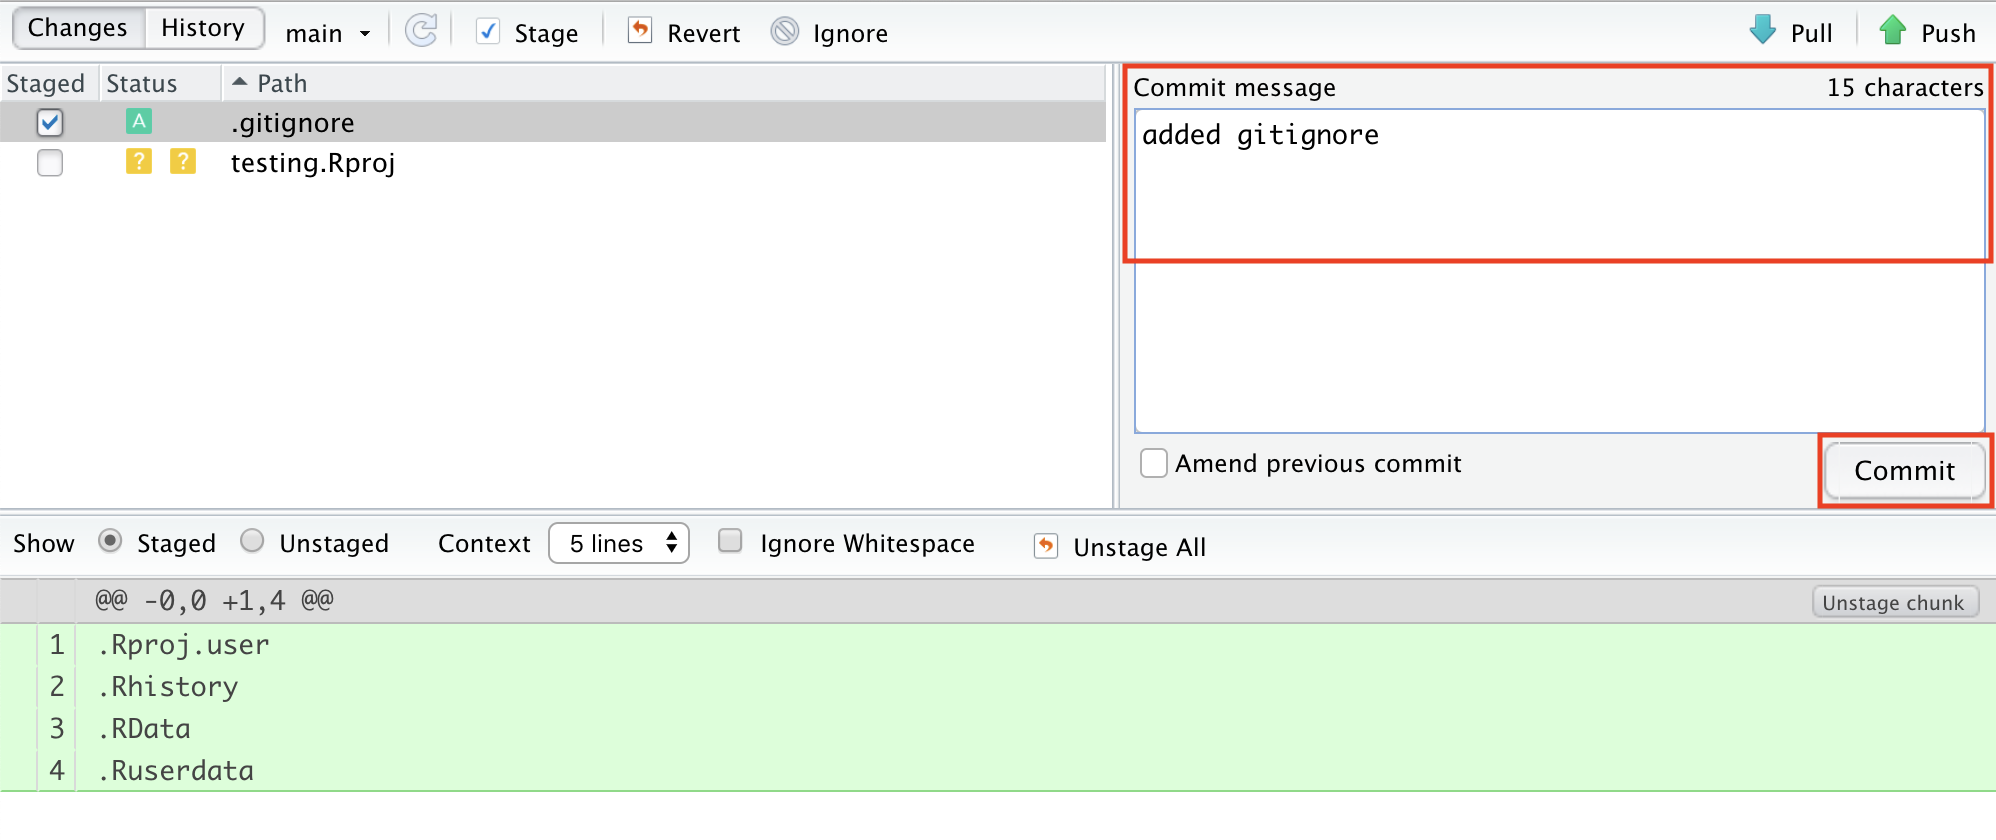 Changes History main Stage Revert Ignore Pull Push
Staged Status Path
A .gitignore
? ? testing.Rproj
Commit message 15 characters
added gitignore
Amend previous commit Commit
Show Staged Unstaged Context 5 lines Ignore Whitespace Unstage All
@@ -0,0 +1,4 @@ Unstage chunk
1 .Rproj.user
2 .Rhistory
3 .RData
4 .Ruserdata